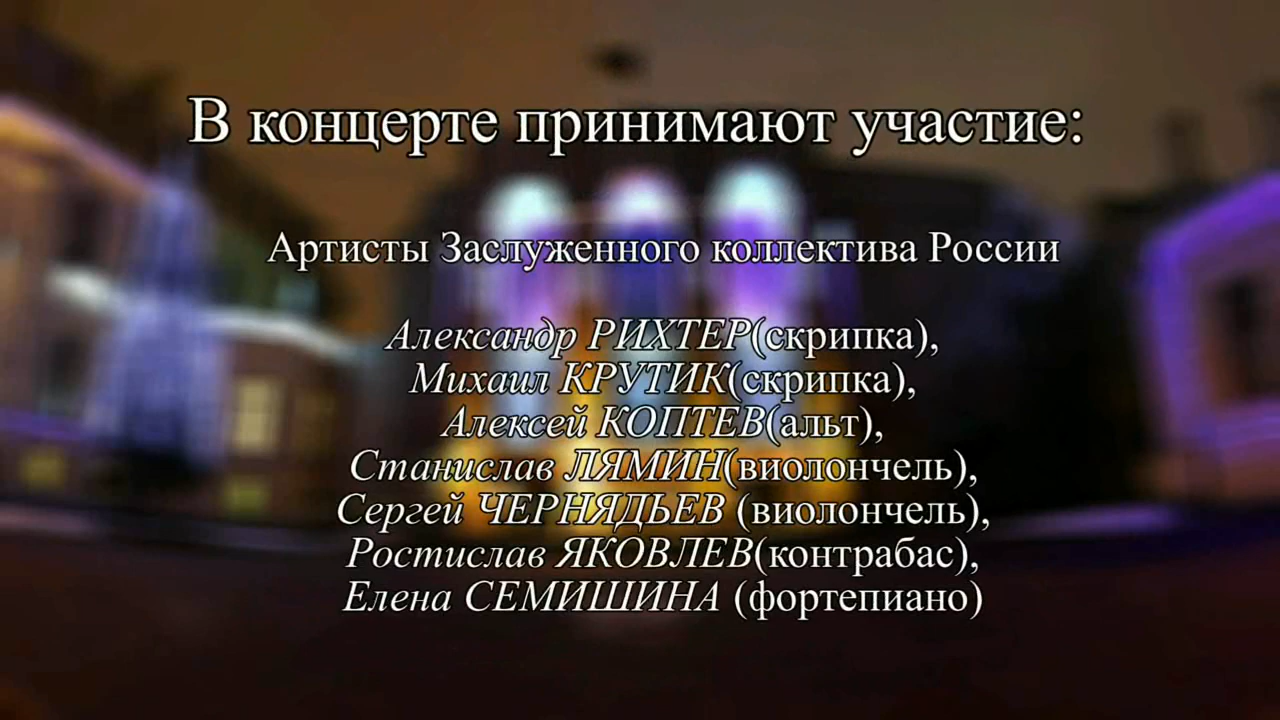 В концерте принимают участие:
Артисты Заслуженного коллектива России
Александр РИХТЕР(скрипка),
Михаил КРУТИК(скрипка),
Алексей КОПТЕВ(альт),
Станислав ЛЯМИН(виолончель),
Сергей ЧЕРНЯДЬЕВ (виолончель),
Ростислав ЯКОВЛЕВ(контрабас),
Елена СЕМИШИНА (фортепиано)